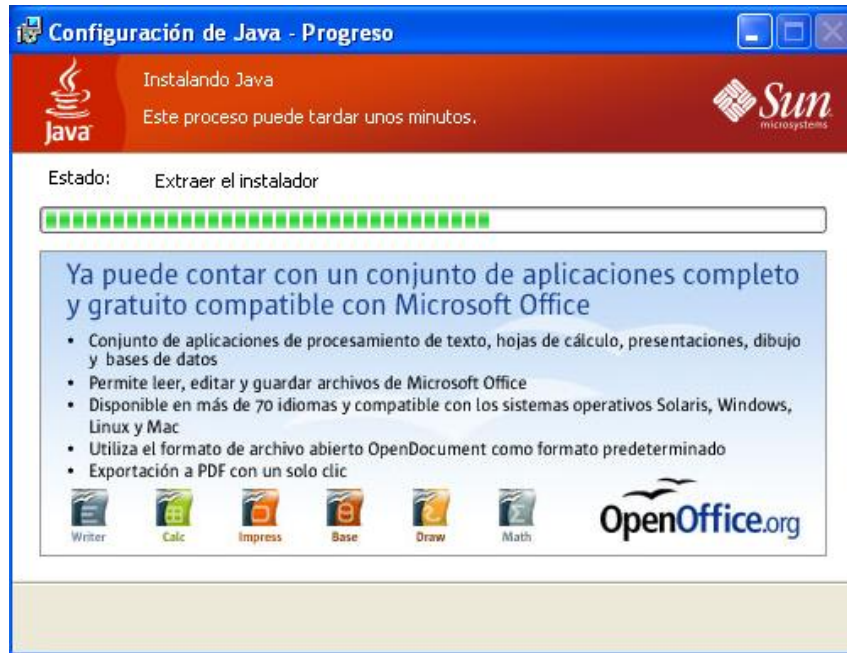 Configuración de Java - Progreso
Java
Instalando Java
Este proceso puede tardar unos minutos.
Sun
microsystems
Estado: Extraer el instalador
Ya puede contar con un conjunto de aplicaciones completo
y gratuito compatible con Microsoft Office
• Conjunto de aplicaciones de procesamiento de texto, hojas de cálculo, presentaciones, dibujo
y bases de datos
• Permite leer, editar y guardar archivos de Microsoft Office
• Disponible en más de 70 idiomas y compatible con los sistemas operativos Solaris, Windows,
Linux y Mac
• Utiliza el formato de archivo abierto OpenDocument como formato predeterminado
• Exportación a PDF con un solo clic
Writer Calc Impress Base Draw Math
OpenOffice.org